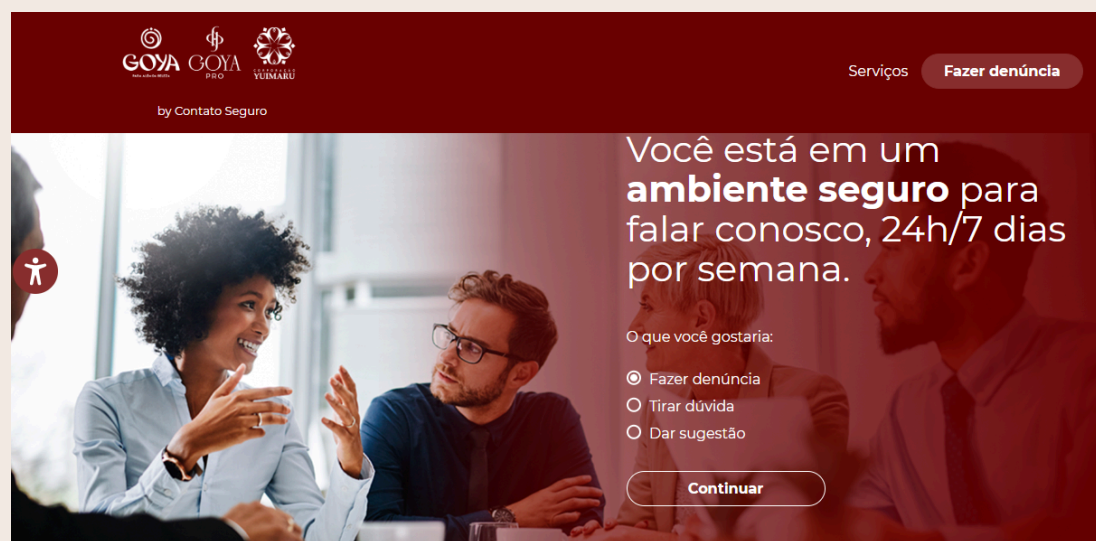 GOYA
GOYA
PRO
YUIMARU
by Contato Seguro
Serviços
Fazer denúncia
Você está em um
ambiente seguro para
falar conosco, 24h/7 dias
por semana.
O que você gostaria:
Fazer denúncia
Tirar dúvida
Dar sugestão
Continuar